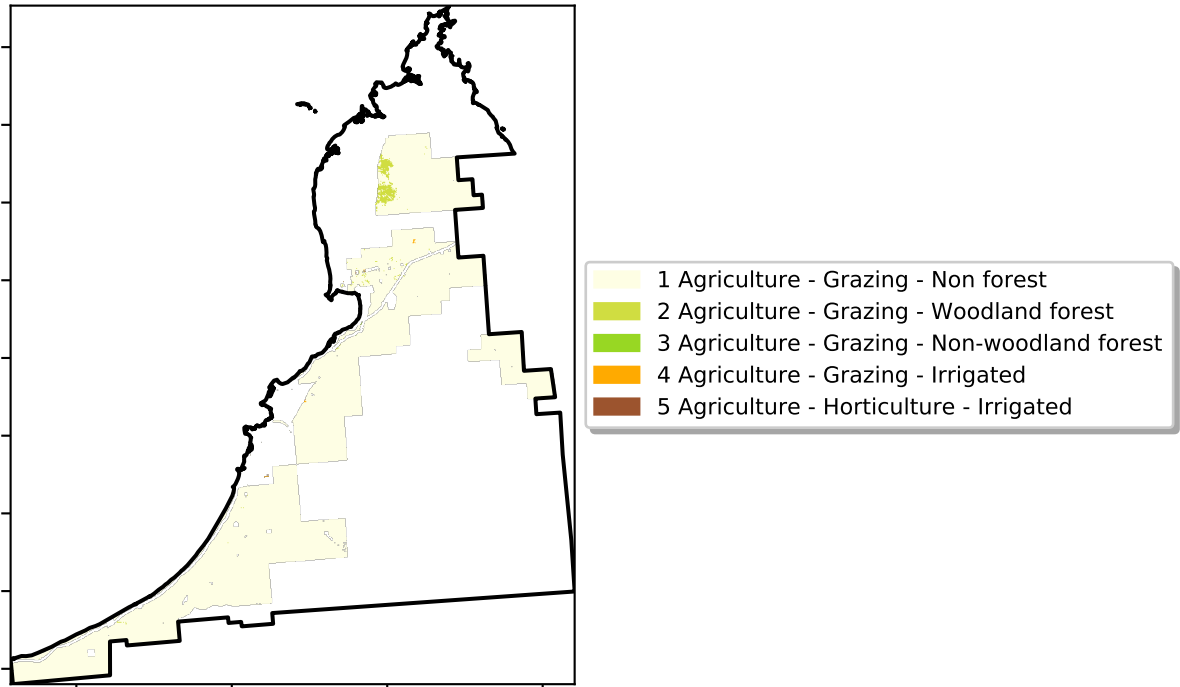 1 Agriculture - Grazing - Non forest
2 Agriculture - Grazing - Woodland forest
3 Agriculture - Grazing - Non-woodland forest
4 Agriculture - Grazing - Irrigated
5 Agriculture - Horticulture - Irrigated